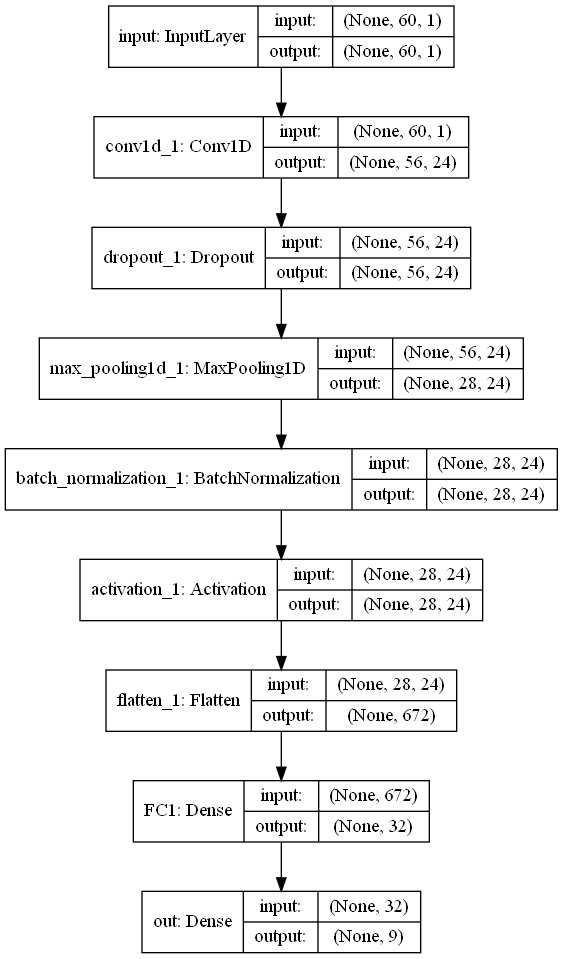 input: InputLayer
input: (None, 60, 1)
output: (None, 60, 1)
conv1d_1: Conv1D
input: (None, 60, 1)
output: (None, 56, 24)
dropout_1: Dropout
input: (None, 56, 24)
output: (None, 56, 24)
max_pooling1d_1: MaxPooling1D
input: (None, 56, 24)
output: (None, 28, 24)
batch_normalization_1: BatchNormalization
input: (None, 28, 24)
output: (None, 28, 24)
activation_1: Activation
input: (None, 28, 24)
output: (None, 28, 24)
flatten_1: Flatten
input: (None, 28, 24)
output: (None, 672)
FC1: Dense
input: (None, 672)
output: (None, 32)
out: Dense
input: (None, 32)
output: (None, 9)